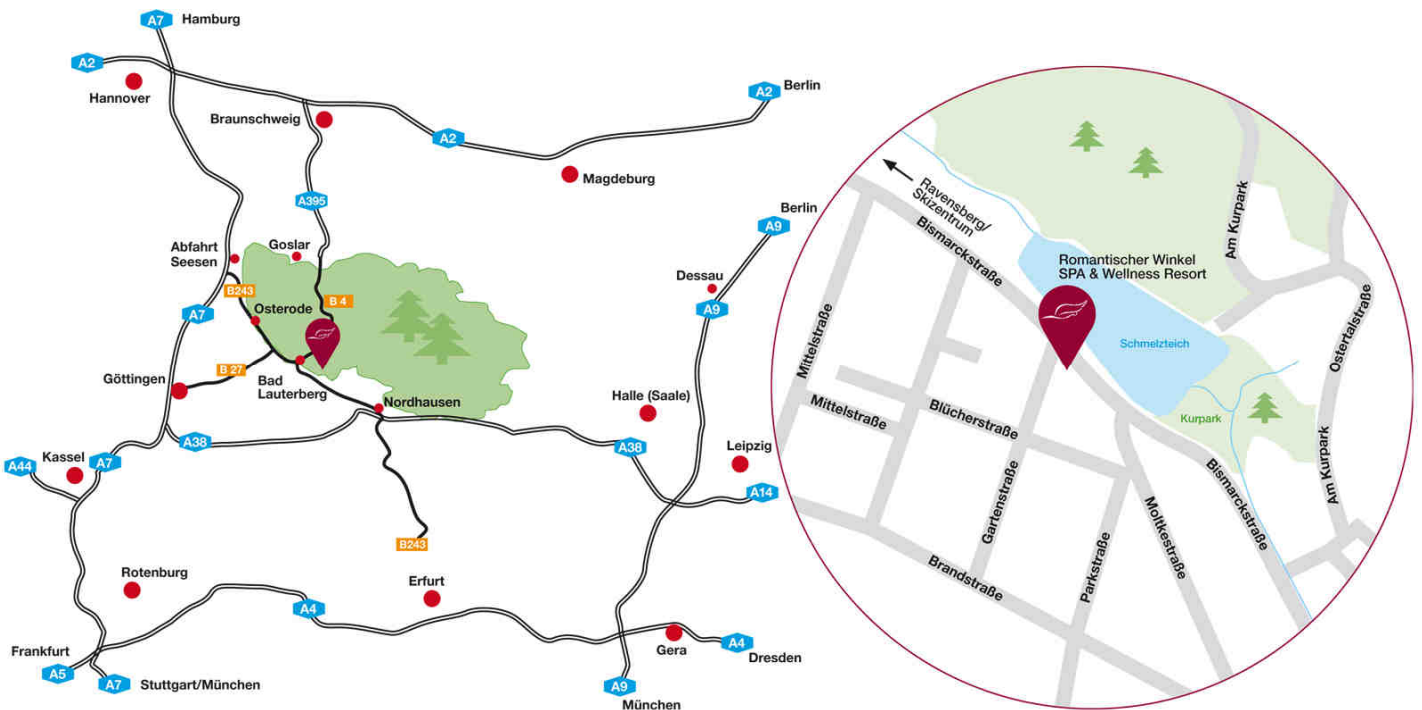 A7
Hamburg
A2
Hannover
Braunschweig
A2
A2
Berlin
Magdeburg
A395
Berlin
A9
Abfahrt
Seesen
Goslar
B243
B 4
Dessau
A9
Osterode
A7
Göttingen
B 27
Bad
Lauterberg
Nordhausen
Halle (Saale)
A38
A38
Leipzig
A44
Kassel
A7
A14
B243
Rotenburg
Erfurt
A4
Frankfurt
A5
A7
Stuttgart/München
Gera
A4
Dresden
A9
München
Ravensberg/
Skizentrum
Bismarckstraße
Am Kurpark
Romantischer Winkel
SPA & Wellness Resort
Mittelstraße
Schmelzteich
Ostertalstraße
Mittelstraße
Blücherstraße
Kurpark
Am Kurpark
Bismarckstraße
Gartenstraße
Moltkestraße
Parkstraße
Brandstraße